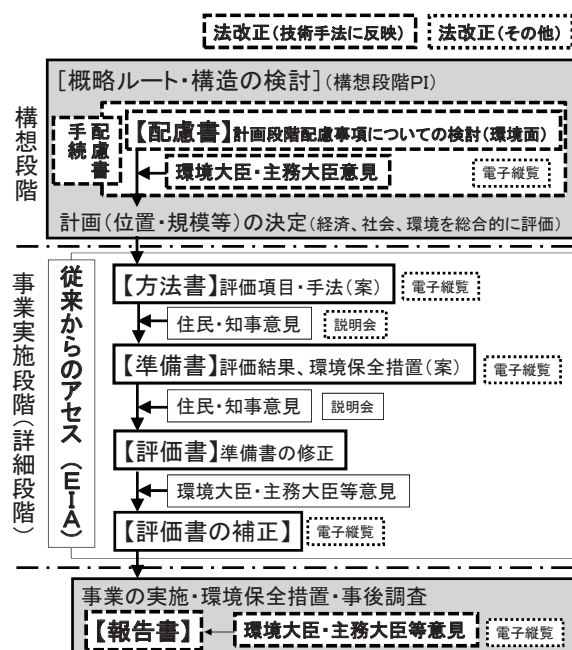 法改正(技術手法に反映)
法改正(その他)
[概略ルート・構造の検討](構想段階PI)
構想段階
配慮書手続
【配慮書】計画段階配慮事項についての検討(環境面)
環境大臣・主務大臣意見
電子縦覧
計画(位置・規模等)の決定(経済、社会、環境を総合的に評価)
事業実施段階(詳細段階)
従来からのアセス(EIA)
【方法書】評価項目・手法(案)
電子縦覧
住民・知事意見
説明会
【準備書】評価結果、環境保全措置(案)
電子縦覧
住民・知事意見
説明会
【評価書】準備書の修正
環境大臣・主務大臣等意見
【評価書の補正】
電子縦覧
事業の実施・環境保全措置・事後調査
【報告書】
環境大臣・主務大臣等意見
電子縦覧